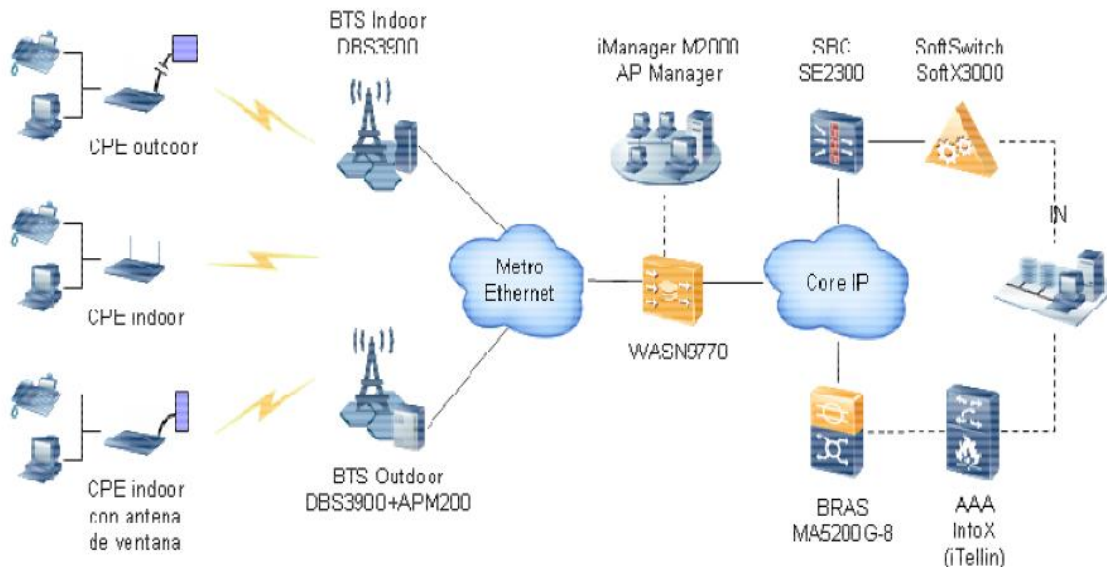 BTS Indoor
DBS3900
iManager M2000
AP Manager
SBC
SE2300
SoftSwitch
SoftX3000
CPE outdoor
IN
Metro
Ethernet
Core IP
CPE indoor
WASN9770
BTS Outdoor
DBS3900+APM200
CPE indoor
con antena
de ventana
BRAS
MA5200G-8
AAA
InfoX
(iTellin)